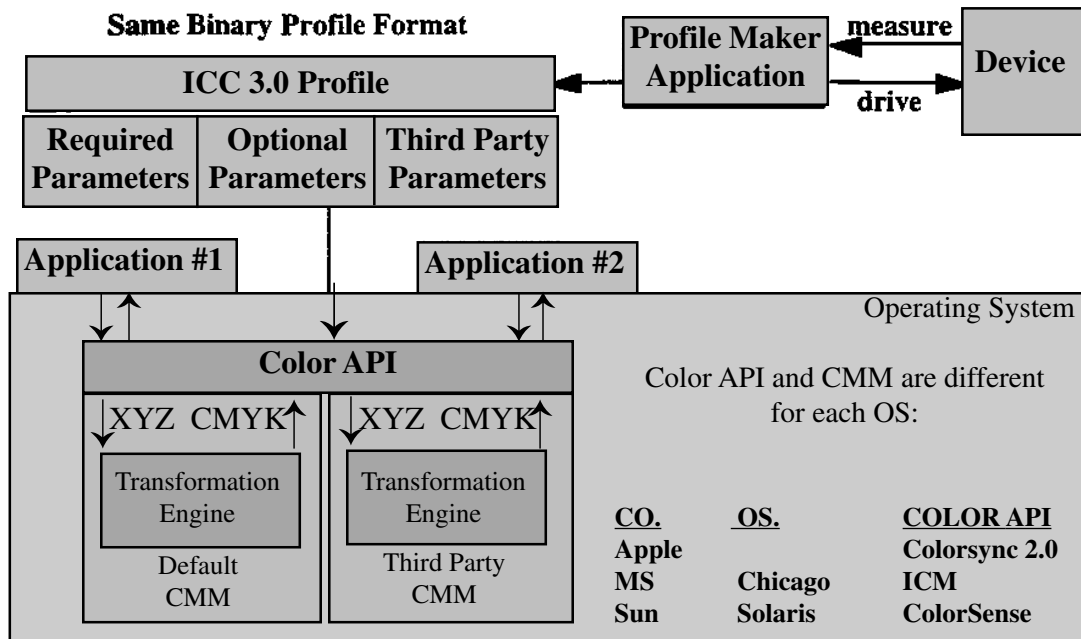 Same Binary Profile Format
ICC 3.0 Profile
Profile Maker
Application
measure
drive
Device
Required
Parameters
Optional
Parameters
Third Party
Parameters
Application #1
Application #2
Operating System
Color API
XYZ CMYK
XYZ CMYK
Transformation
Engine
Transformation
Engine
Default
CMM
Third Party
CMM
Color API and CMM are different
for each OS:
CO. OS. COLOR API
Apple Colorsync 2.0
MS Chicago ICM
Sun Solaris ColorSense